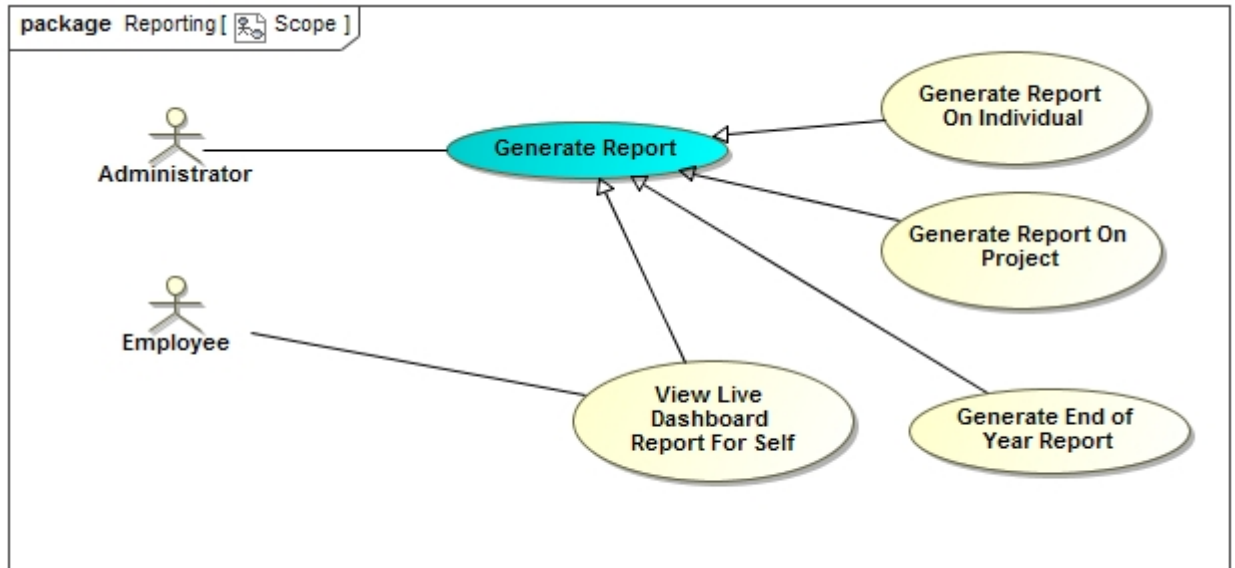 package Reporting [ Scope ]
Administrator
Generate Report
Generate Report
On Individual
Generate Report On
Project
Employee
View Live
Dashboard
Report For Self
Generate End of
Year Report